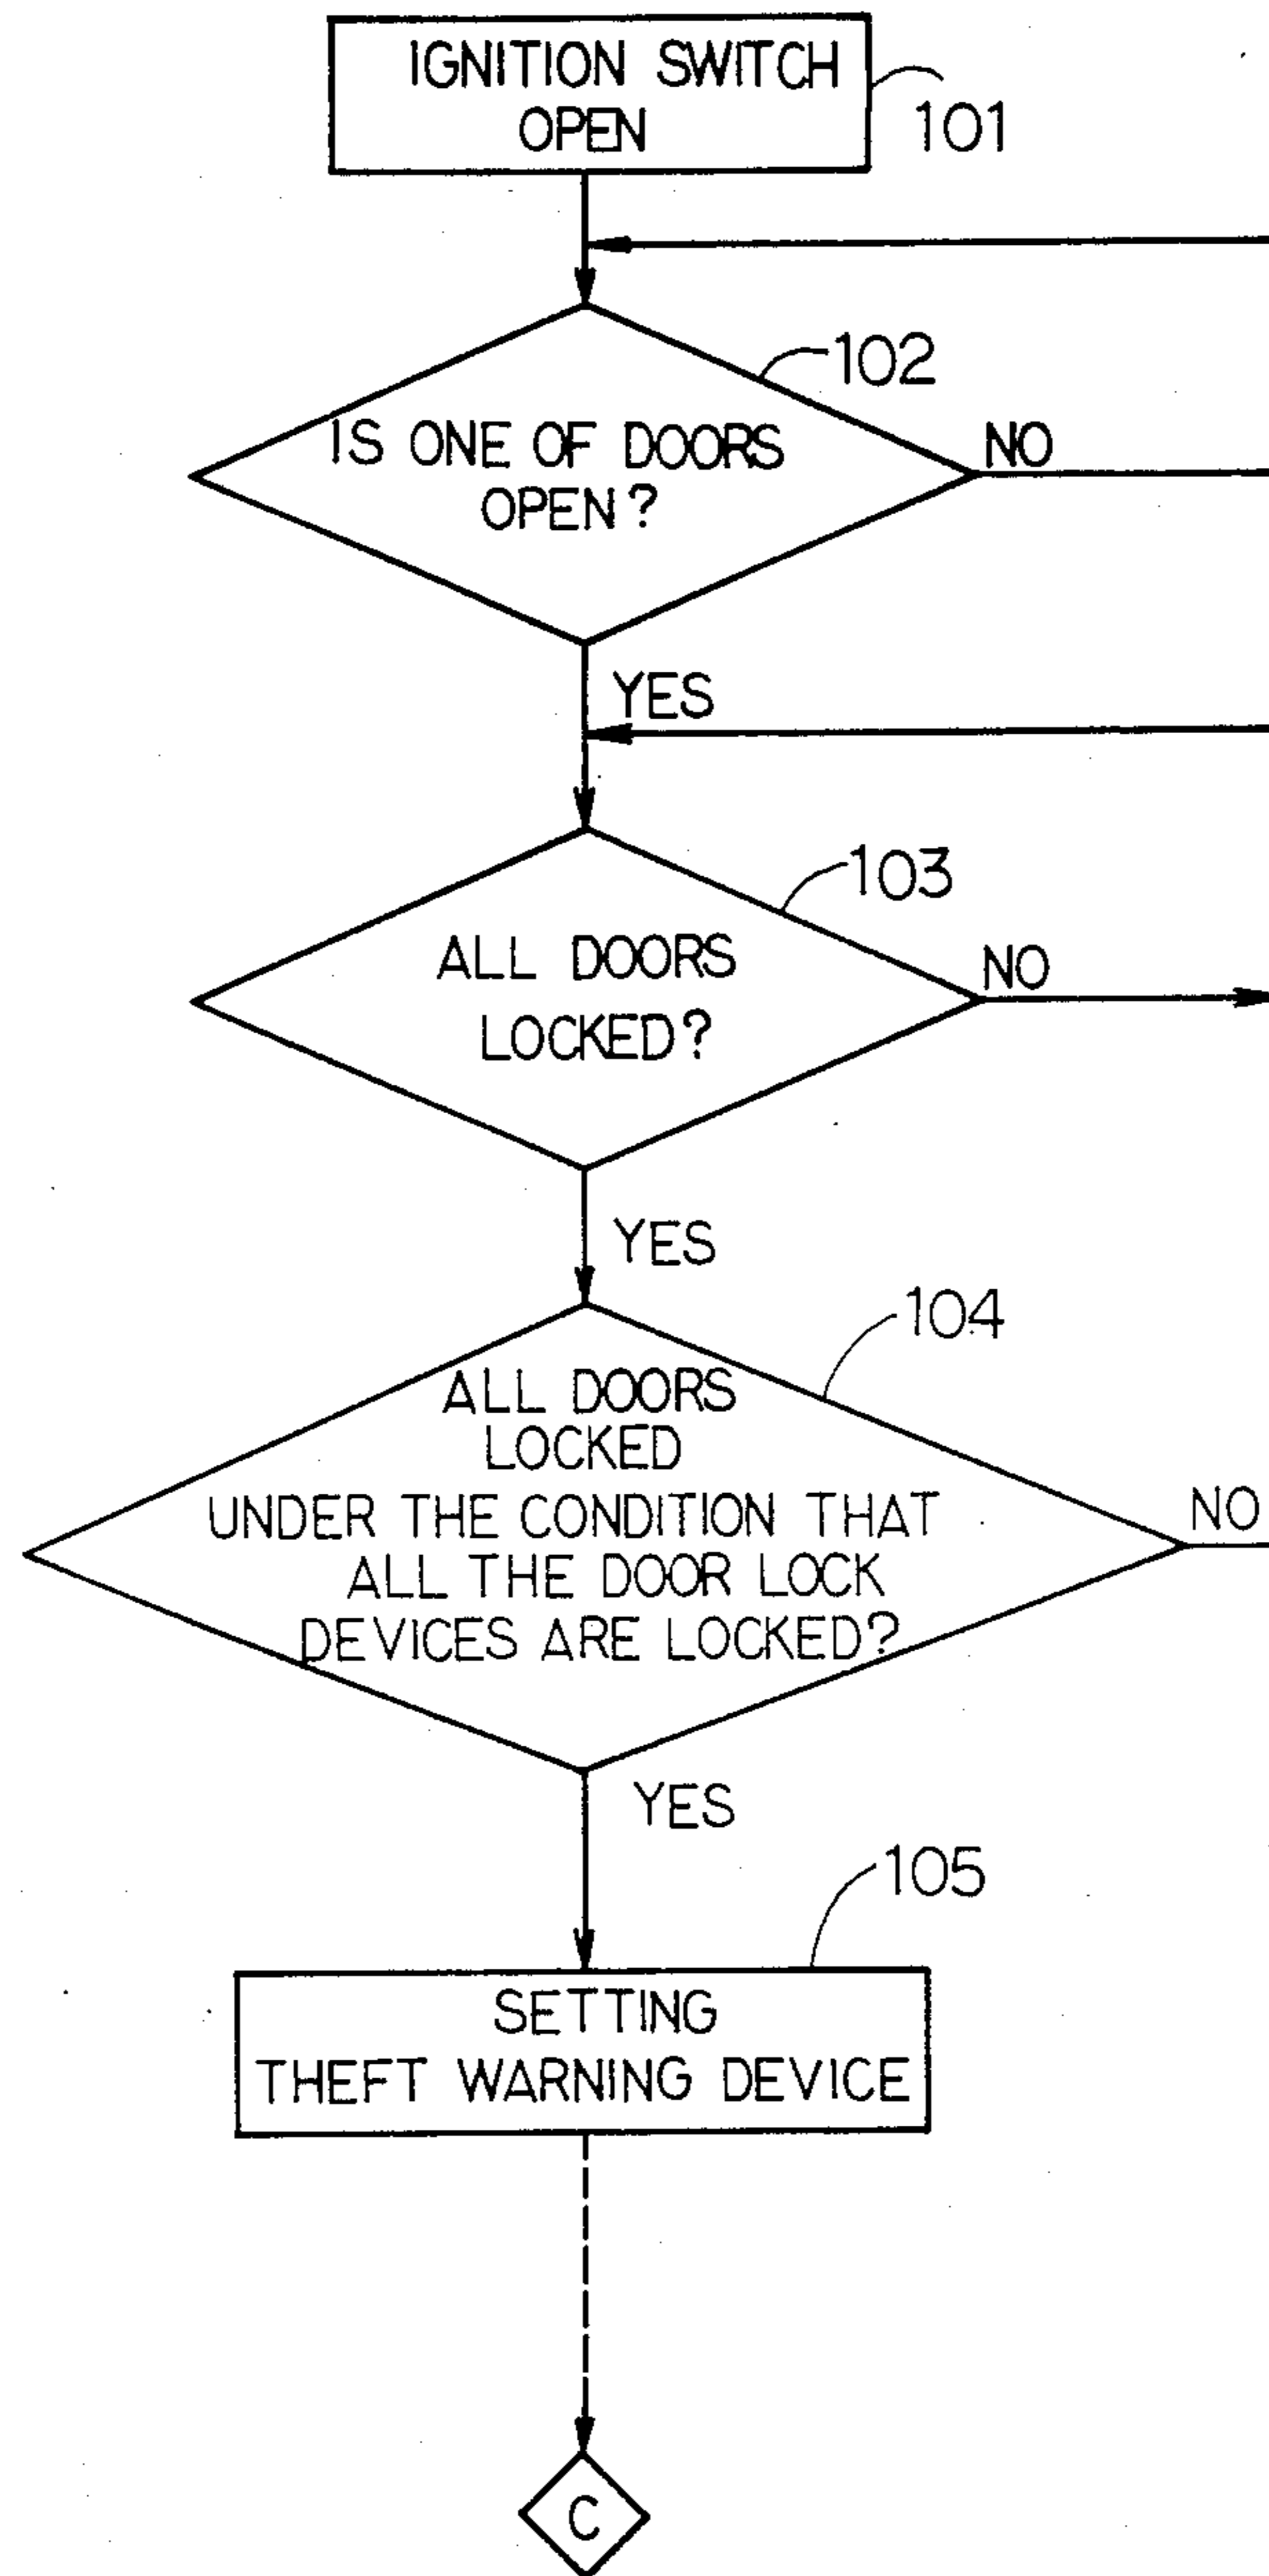 IGNITION SWITCH
OPEN
101
102
IS ONE OF DOORS
OPEN?
NO
YES
103
ALL DOORS
LOCKED?
NO
YES
104
ALL DOORS
LOCKED
UNDER THE CONDITION THAT
ALL THE DOOR LOCK
DEVICES ARE LOCKED?
NO
YES
105
SETTING
THEFT WARNING DEVICE
C